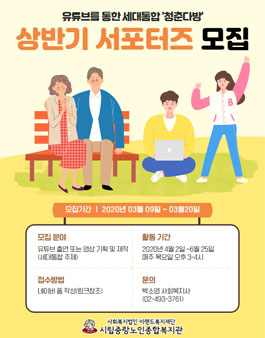 유튜브를 통한 세대통합 '청춘다방'
상반기 서포터즈 모집
모집기간 | 2020년 03월 09일 ~ 03월20일
모집 분야
유튜브 출연 또는 영상 기획 및 제작
(세대통합 주제)
활동 기간
2020년 4월 2일 ~6월 25일
매주 목요일 오후 3-4시
접수방법
네이버 폼 작성(링크참조)
문의
박소영 사회복지사
(02-493-3761)
사회복지법인 이랜드복지재단
시립중랑노인종합복지관